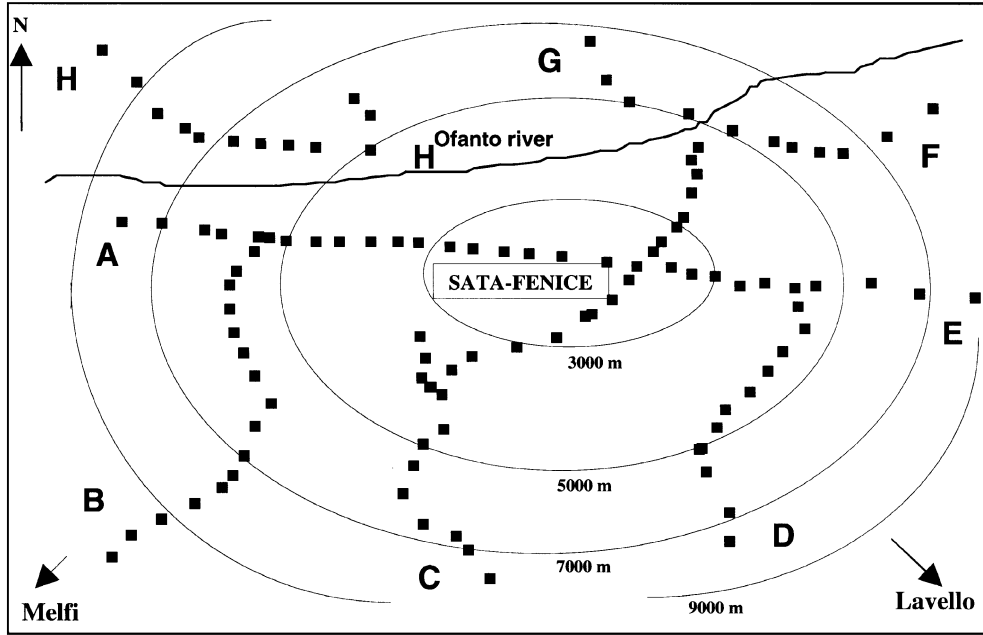 N
H
G
Ofanto river
H
F
A
SATA-FENICE
E
3000 m
5000 m
B
D
7000 m
C
9000 m
Melfi
Lavello